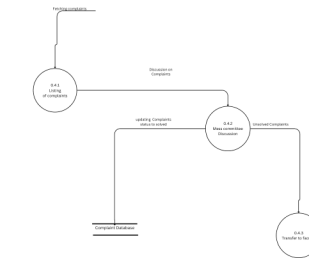 Fetching complaints
0.4.1
Listing
of complaints
Discussion on
Complaints
updating Complaints
status to solved
0.4.2
Mess committee
Discussion
Unsolved Complaints
Complaint Database
0.4.3
Transfer to